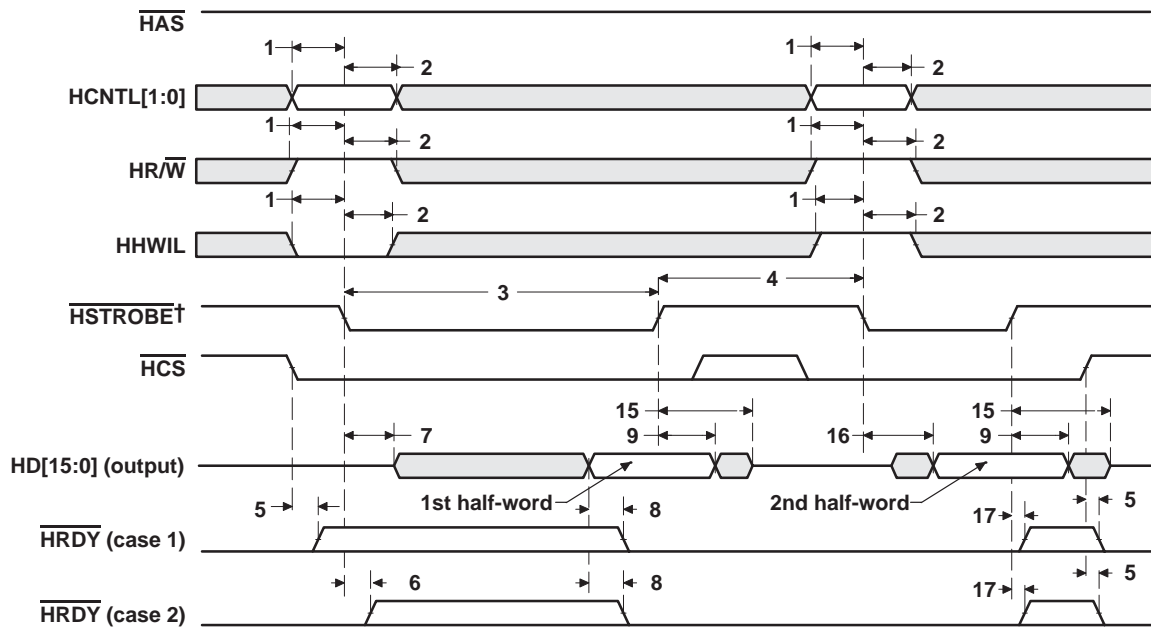 HAS
1
2
HCNTL[1:0]
1
2
1
2
HR/W
1
2
1
2
HHWIL
1
2
1
2
HSTROBE†
3
4
HCS
HD[15:0] (output)
7
15
9
16
15
9
1st half-word
2nd half-word
5
8
17
5
HRDY (case 1)
6
8
17
5
HRDY (case 2)